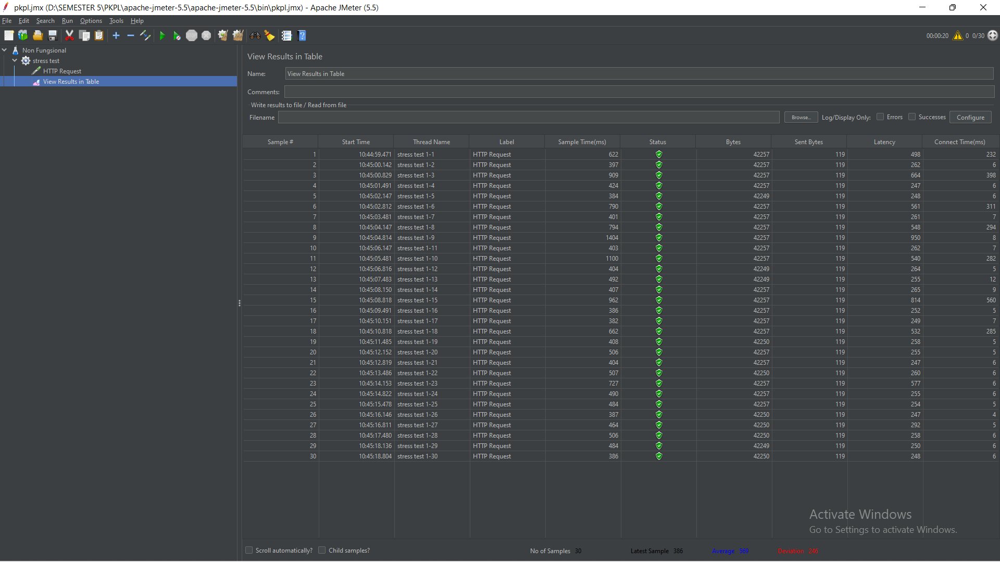 pkpl.jmx (D:\SEMESTER 5\PKPL\apache-jmeter-5.5\apache-jmeter-5.5\bin\pkpl.jmx) - Apache JMeter (5.5)
File Edit Search Run Options Tools Help
00:00:20 0 0/30
Non Fungsional
stress test
HTTP Request
View Results in Table
View Results in Table
Name: View Results in Table
Comments:
Write results to file / Read from file
Filename Browse... Log/Display Only: Errors Successes Configure
Sample # Start Time Thread Name Label Sample Time(ms) Status Bytes Sent Bytes Latency Connect Time(ms)
1 10:44:59.471 stress test 1-1 HTTP Request 622 42257 119 498 232
2 10:45:00.142 stress test 1-2 HTTP Request 397 42257 119 262 6
3 10:45:00.829 stress test 1-3 HTTP Request 909 42257 119 664 398
4 10:45:01.491 stress test 1-4 HTTP Request 424 42257 119 247 6
5 10:45:02.147 stress test 1-5 HTTP Request 384 42249 119 248 6
6 10:45:02.812 stress test 1-6 HTTP Request 790 42257 119 561 311
7 10:45:03.481 stress test 1-7 HTTP Request 401 42257 119 261 7
8 10:45:04.147 stress test 1-8 HTTP Request 794 42257 119 548 294
9 10:45:04.814 stress test 1-9 HTTP Request 1404 42257 119 950 8
10 10:45:06.147 stress test 1-11 HTTP Request 403 42257 119 262 7
11 10:45:05.481 stress test 1-10 HTTP Request 1100 42257 119 540 282
12 10:45:06.816 stress test 1-12 HTTP Request 404 42249 119 264 5
13 10:45:07.483 stress test 1-13 HTTP Request 492 42249 119 255 12
14 10:45:08.150 stress test 1-14 HTTP Request 407 42257 119 265 9
15 10:45:08.818 stress test 1-15 HTTP Request 962 42257 119 814 560
16 10:45:09.491 stress test 1-16 HTTP Request 386 42257 119 252 5
17 10:45:10.151 stress test 1-17 HTTP Request 382 42257 119 249 7
18 10:45:10.818 stress test 1-18 HTTP Request 662 42257 119 532 285
19 10:45:11.485 stress test 1-19 HTTP Request 408 42250 119 258 5
20 10:45:12.152 stress test 1-20 HTTP Request 506 42257 119 255 5
21 10:45:12.819 stress test 1-21 HTTP Request 404 42257 119 247 6
22 10:45:13.486 stress test 1-22 HTTP Request 507 42250 119 260 6
23 10:45:14.153 stress test 1-23 HTTP Request 727 42257 119 577 6
24 10:45:14.822 stress test 1-24 HTTP Request 490 42257 119 255 6
25 10:45:15.478 stress test 1-25 HTTP Request 484 42257 119 254 5
26 10:45:16.146 stress test 1-26 HTTP Request 387 42250 119 247 4
27 10:45:16.811 stress test 1-27 HTTP Request 464 42250 119 292 5
28 10:45:17.480 stress test 1-28 HTTP Request 506 42250 119 258 6
29 10:45:18.136 stress test 1-29 HTTP Request 484 42249 119 250 6
30 10:45:18.804 stress test 1-30 HTTP Request 386 42250 119 248 6
Activate Windows
Go to Settings to activate Windows.
Scroll automatically? Child samples? No of Samples 30 Latest Sample 386 Average 569 Deviation 246